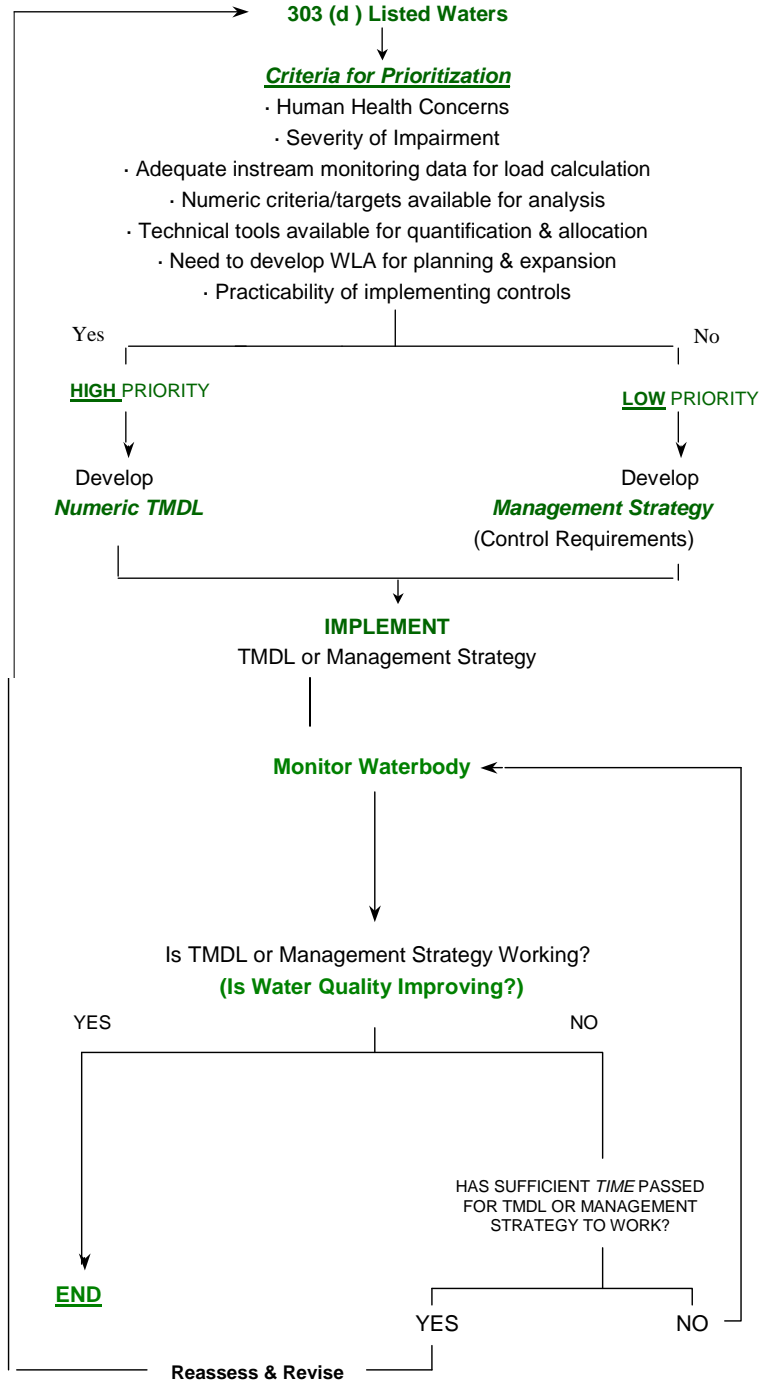 303 (d ) Listed Waters
Criteria for Prioritization
· Human Health Concerns
· Severity of Impairment
· Adequate instream monitoring data for load calculation
· Numeric criteria/targets available for analysis
· Technical tools available for quantification & allocation
· Need to develop WLA for planning & expansion
· Practicability of implementing controls
Yes
No
HIGH PRIORITY
LOW PRIORITY
Develop
Numeric TMDL
Develop
Management Strategy
(Control Requirements)
IMPLEMENT
TMDL or Management Strategy
Monitor Waterbody
Is TMDL or Management Strategy Working?
(Is Water Quality Improving?)
YES
NO
HAS SUFFICIENT TIME PASSED
FOR TMDL OR MANAGEMENT
STRATEGY TO WORK?
END
YES
NO
Reassess & Revise